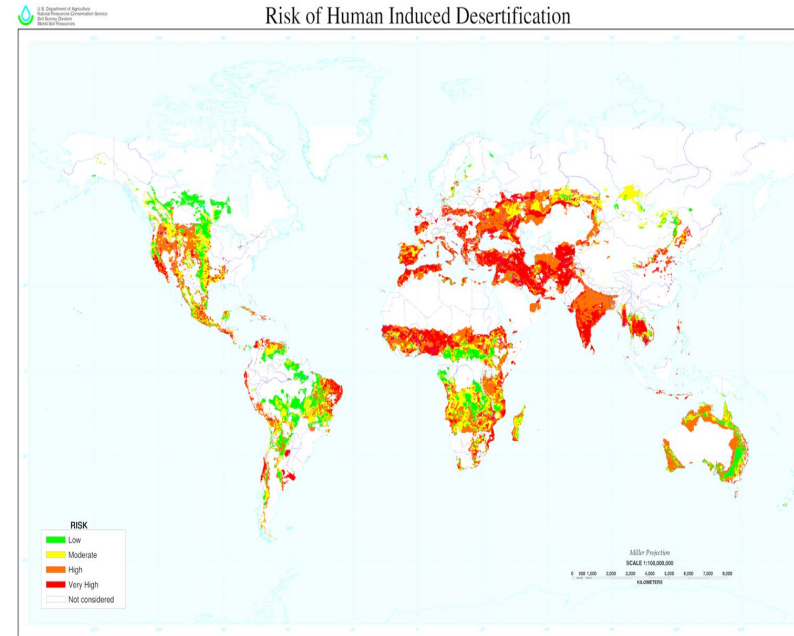 U.S. Department of Agriculture
Natural Resources Conservation Service
Soil Survey Division
World Soil Resources
Risk of Human Induced Desertification
RISK
Low
Moderate
High
Very High
Not considered
Miller Projection
SCALE 1:100,000,000
0 500 1,000 2,000 3,000 4,000 5,000 6,000 7,000 8,000
KILOMETERS